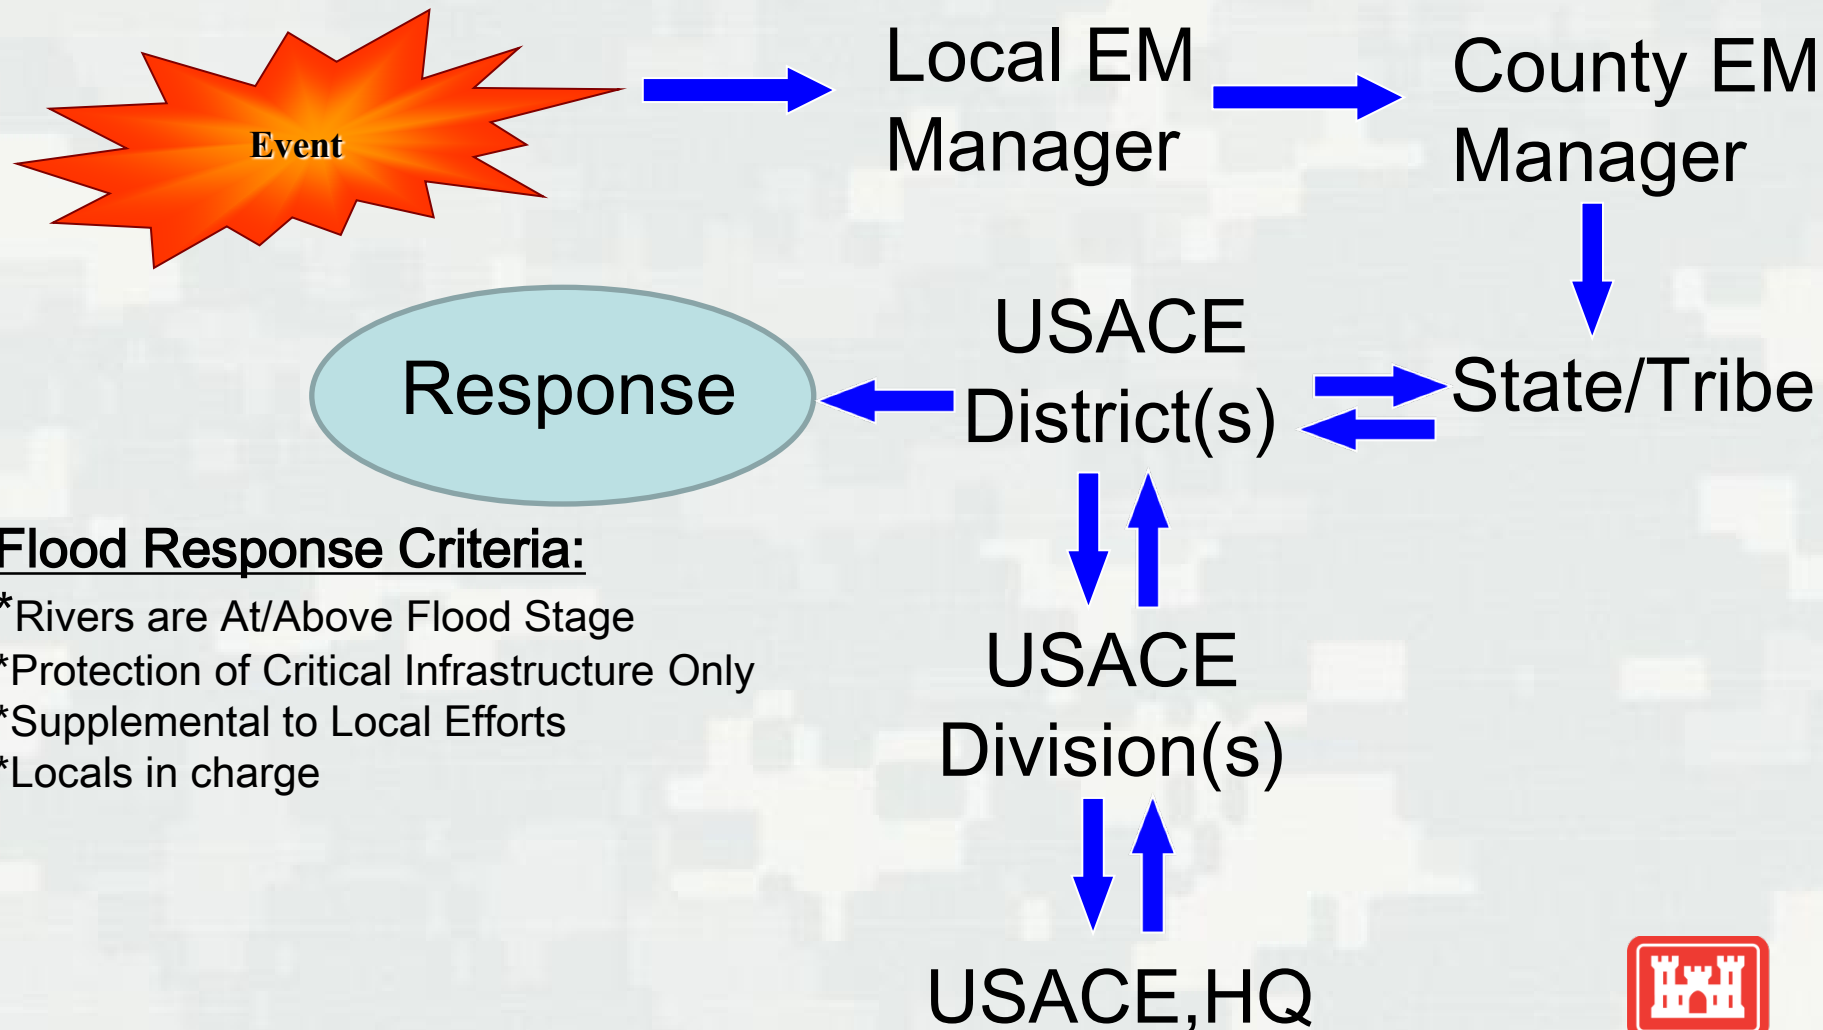 Event
Local EM
Manager
County EM
Manager
USACE
District(s)
State/Tribe
Response
Flood Response Criteria:
*Rivers are At/Above Flood Stage
*Protection of Critical Infrastructure Only
*Supplemental to Local Efforts
*Locals in charge
USACE
Division(s)
USACE,HQ